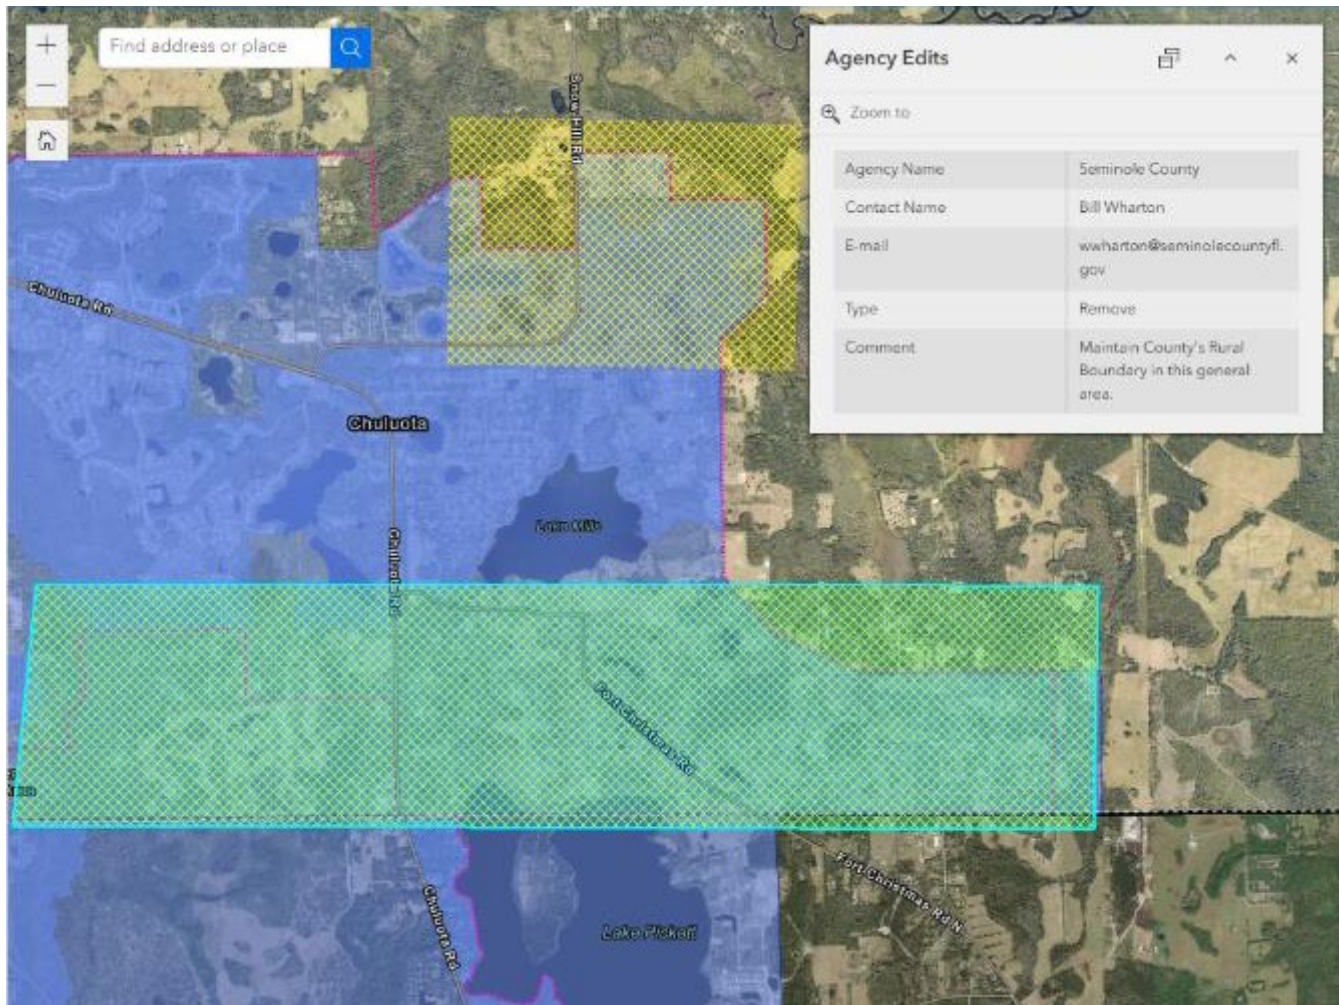 Find address or place
Agency Edits
Zoom to
Agency Name Seminole County
Contact Name Bill Wharton
E-mail wwharton@seminolecountyfl.
gov
Type Remove
Comment Maintain County's Rural
Boundary in this general
area.
Snow Hill Rd
Chuluota Rd
Chuluota
Lake Mills
Chuluota Rd
Fort Christmas Rd
Fort Christmas Rd N
Chuluota Rd
Lake Pickett